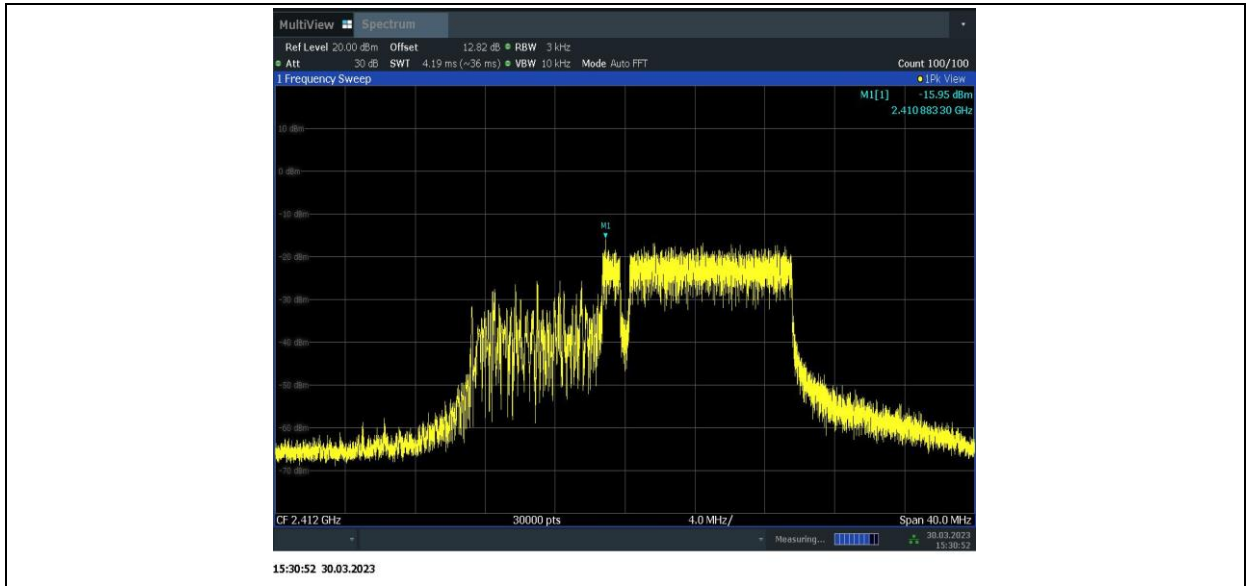 MultiView Spectrum
Ref Level 20.00 dBm Offset 12.82 dB RBW 3 kHz
Att 30 dB SWT 4.19 ms (~36 ms) VBW 10 kHz Mode Auto FFT Count 100/100
1 Frequency Sweep 1Pk View
M1[1] -15.95 dBm
2.410 883 30 GHz
10 dBm
0 dBm
-10 dBm
M1
-20 dBm
-30 dBm
-40 dBm
-50 dBm
-60 dBm
-70 dBm
CF 2.412 GHz 30000 pts 4.0 MHz/ Span 40.0 MHz
Measuring... 30.03.2023
15:30:52
15:30:52 30.03.2023